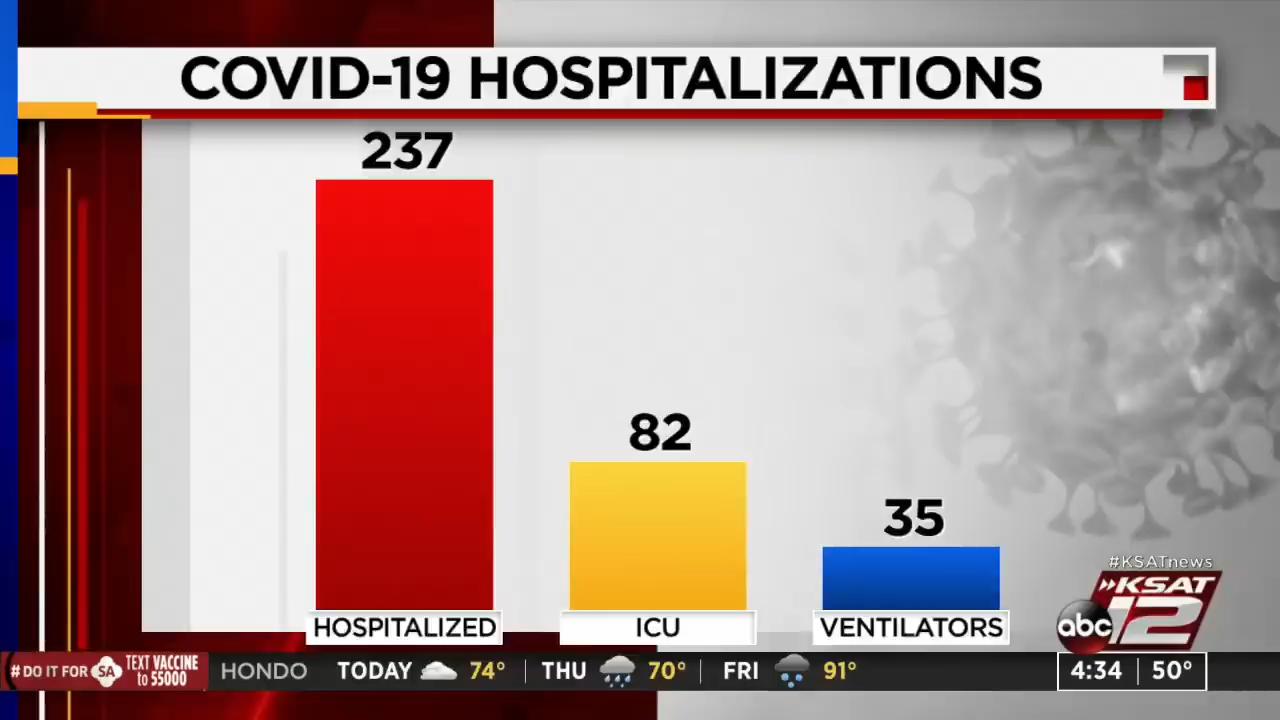 COVID-19 HOSPITALIZATIONS
237
82
35
HOSPITALIZED
ICU
VENTILATORS
#KSATnews
KSAT
abc 12
#DO IT FOR SA TEXT VACCINE to 55000
HONDO TODAY 74° THU 70° FRI 91°
4:34 50°